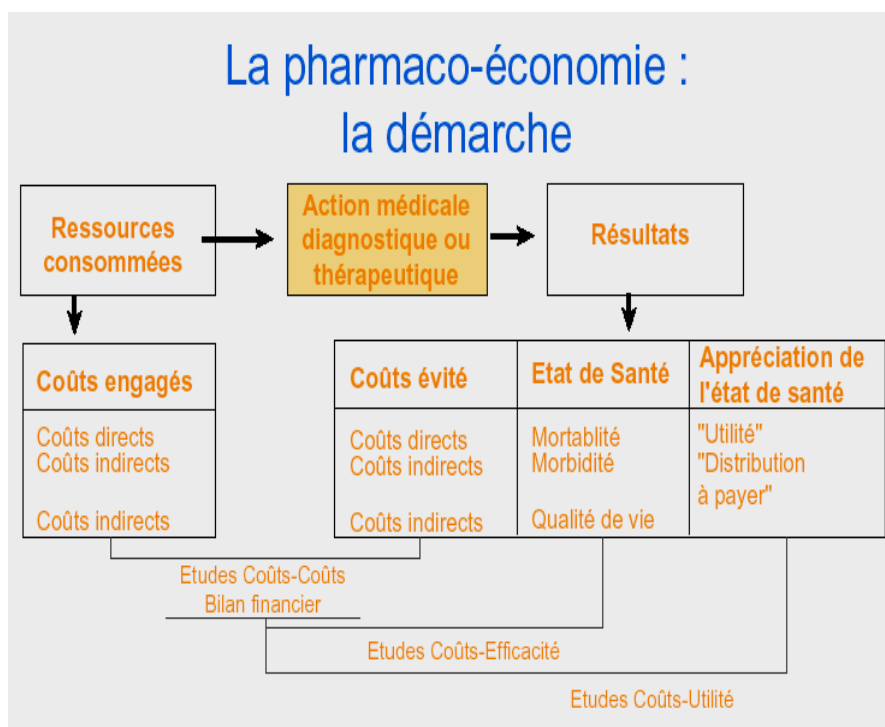 La pharmaco-économie :
la démarche
Ressources
consommées
Action médicale
diagnostique ou
thérapeutique
Résultats
Coûts engagés
Coûts directs
Coûts indirects
Coûts indirects
Coûts évité
Coûts directs
Coûts indirects
Coûts indirects
Etat de Santé
Mortablité
Morbidité
Qualité de vie
Appréciation de
l'état de santé
"Utilité"
"Distribution
à payer"
Etudes Coûts-Coûts
Bilan financier
Etudes Coûts-Efficacité
Etudes Coûts-Utilité